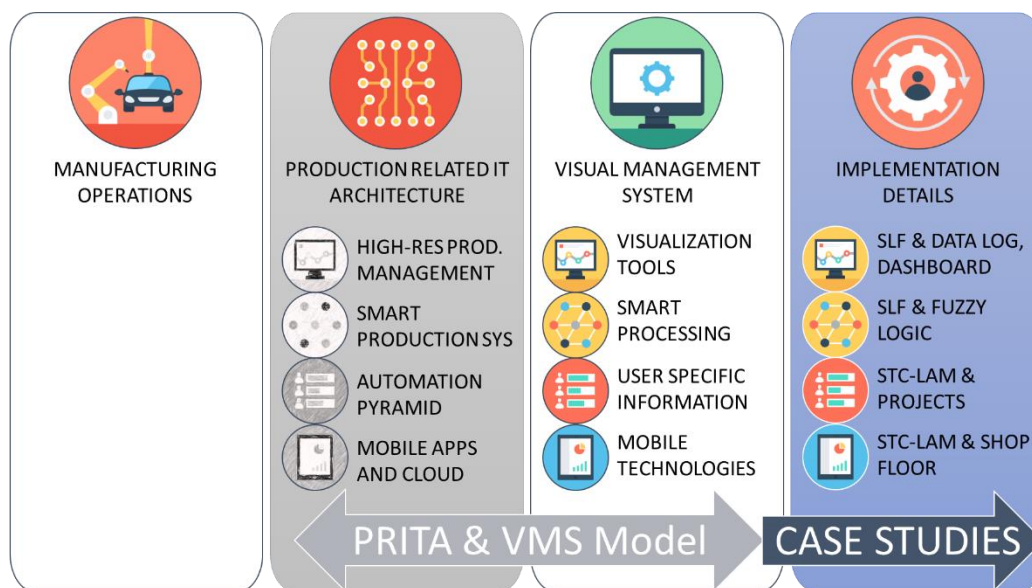 MANUFACTURING
OPERATIONS
PRODUCTION RELATED IT
ARCHITECTURE
HIGH-RES PROD.
MANAGEMENT
SMART
PRODUCTION SYS
AUTOMATION
PYRAMID
MOBILE APPS
AND CLOUD
VISUAL MANAGEMENT
SYSTEM
VISUALIZATION
TOOLS
SMART
PROCESSING
USER SPECIFIC
INFORMATION
MOBILE
TECHNOLOGIES
IMPLEMENTATION
DETAILS
SLF & DATA LOG,
DASHBOARD
SLF & FUZZY
LOGIC
STC-LAM &
PROJECTS
STC-LAM & SHOP
FLOOR
PRITA & VMS Model
CASE STUDIES